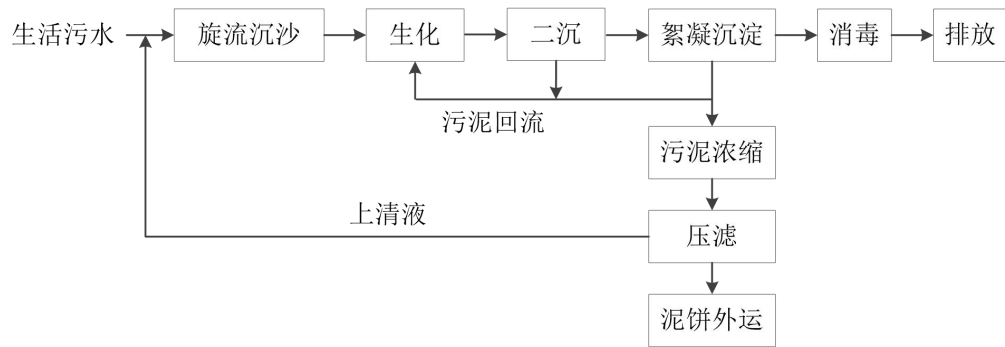 生活污水
旋流沉沙
生化
二沉
絮凝沉淀
消毒
排放
污泥回流
污泥浓缩
上清液
压滤
泥饼外运